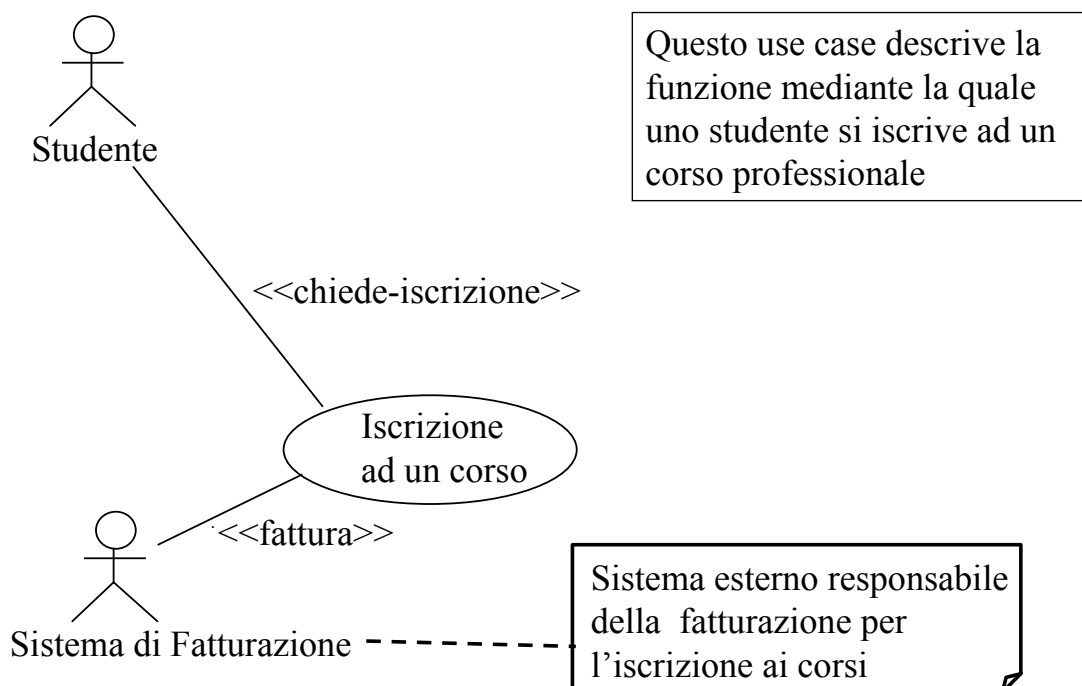 Questo use case descrive la
funzione mediante la quale
uno studente si iscrive ad un
corso professionale
Studente
<<chiede-iscrizione>>
Iscrizione
ad un corso
<<fattura>>
Sistema di Fatturazione
Sistema esterno responsabile
della fatturazione per
l’iscrizione ai corsi